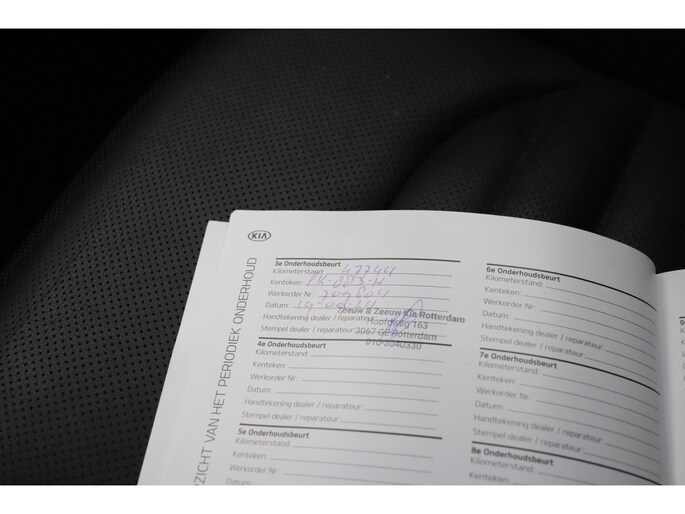 KIA
OVERZICHT VAN HET PERIODIEK ONDERHOUD
3e Onderhoudsbeurt
Kilometerstand: 47744
Kenteken:
Werkorder Nr:
Datum:
Handtekening dealer / reparateur:
Stempel dealer / reparateur:
Zeeuw & Zeeuw Kia Rotterdam
Hoofdweg 163
3067 GE Rotterdam
010-3040330
4e Onderhoudsbeurt
Kilometerstand:
Kenteken:
Werkorder Nr:
Datum:
Handtekening dealer / reparateur:
Stempel dealer / reparateur:
5e Onderhoudsbeurt
Kilometerstand:
Kenteken:
Werkorder Nr:
Datum:
6e Onderhoudsbeurt
Kilometerstand:
Kenteken:
Werkorder Nr:
Datum:
Handtekening dealer / reparateur:
Stempel dealer / reparateur:
7e Onderhoudsbeurt
Kilometerstand:
Kenteken:
Werkorder Nr:
Datum:
Handtekening dealer / reparateur:
Stempel dealer / reparateur:
8e Onderhoudsbeurt
Kilometerstand:
Kenteken: